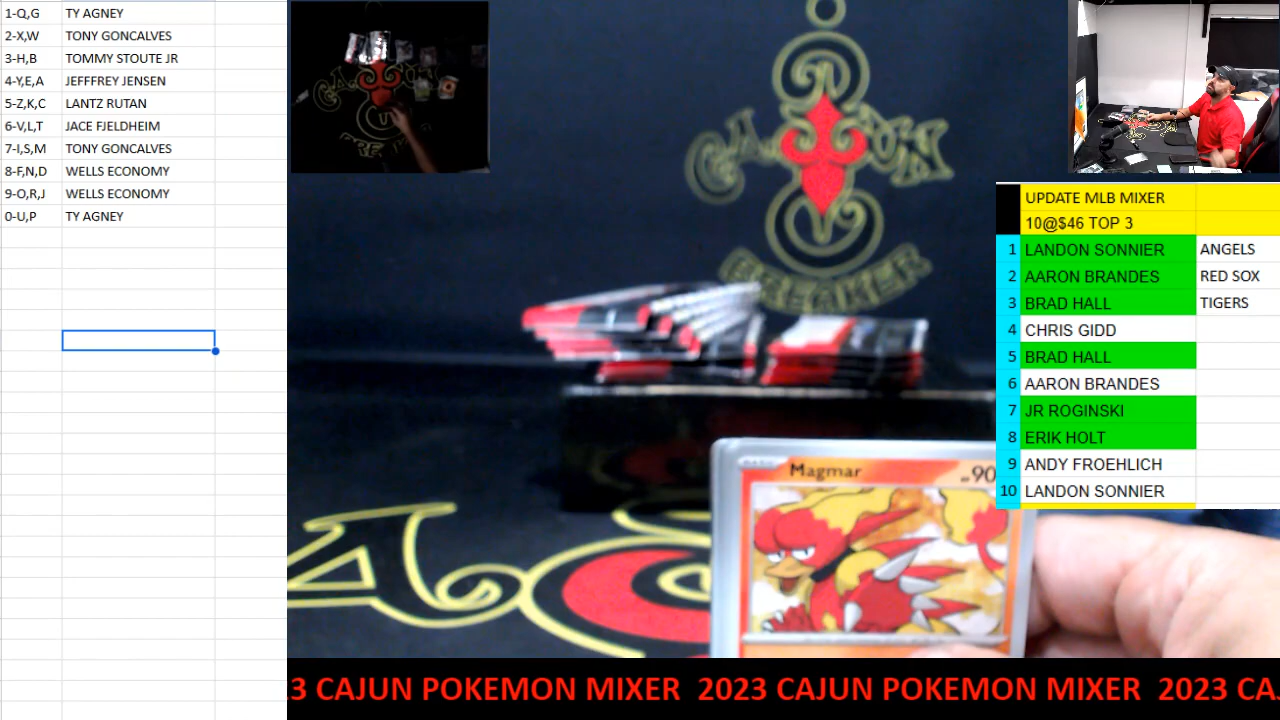 1-Q,G TY AGNEY
2-X,W TONY GONCALVES
3-H,B TOMMY STOUTE JR
4-Y,E,A JEFFFREY JENSEN
5-Z,K,C LANTZ RUTAN
6-V,L,T JACE FJELDHEIM
7-I,S,M TONY GONCALVES
8-F,N,D WELLS ECONOMY
9-O,R,J WELLS ECONOMY
0-U,P TY AGNEY
CAJUN
BREAKER
UPDATE MLB MIXER
10@$46 TOP 3
1 LANDON SONNIER ANGELS
2 AARON BRANDES RED SOX
3 BRAD HALL TIGERS
4 CHRIS GIDD
5 BRAD HALL
6 AARON BRANDES
7 JR ROGINSKI
8 ERIK HOLT
9 ANDY FROEHLICH
10 LANDON SONNIER
BASIC Magmar HP 90
3 CAJUN POKEMON MIXER 2023 CAJUN POKEMON MIXER 2023 CA